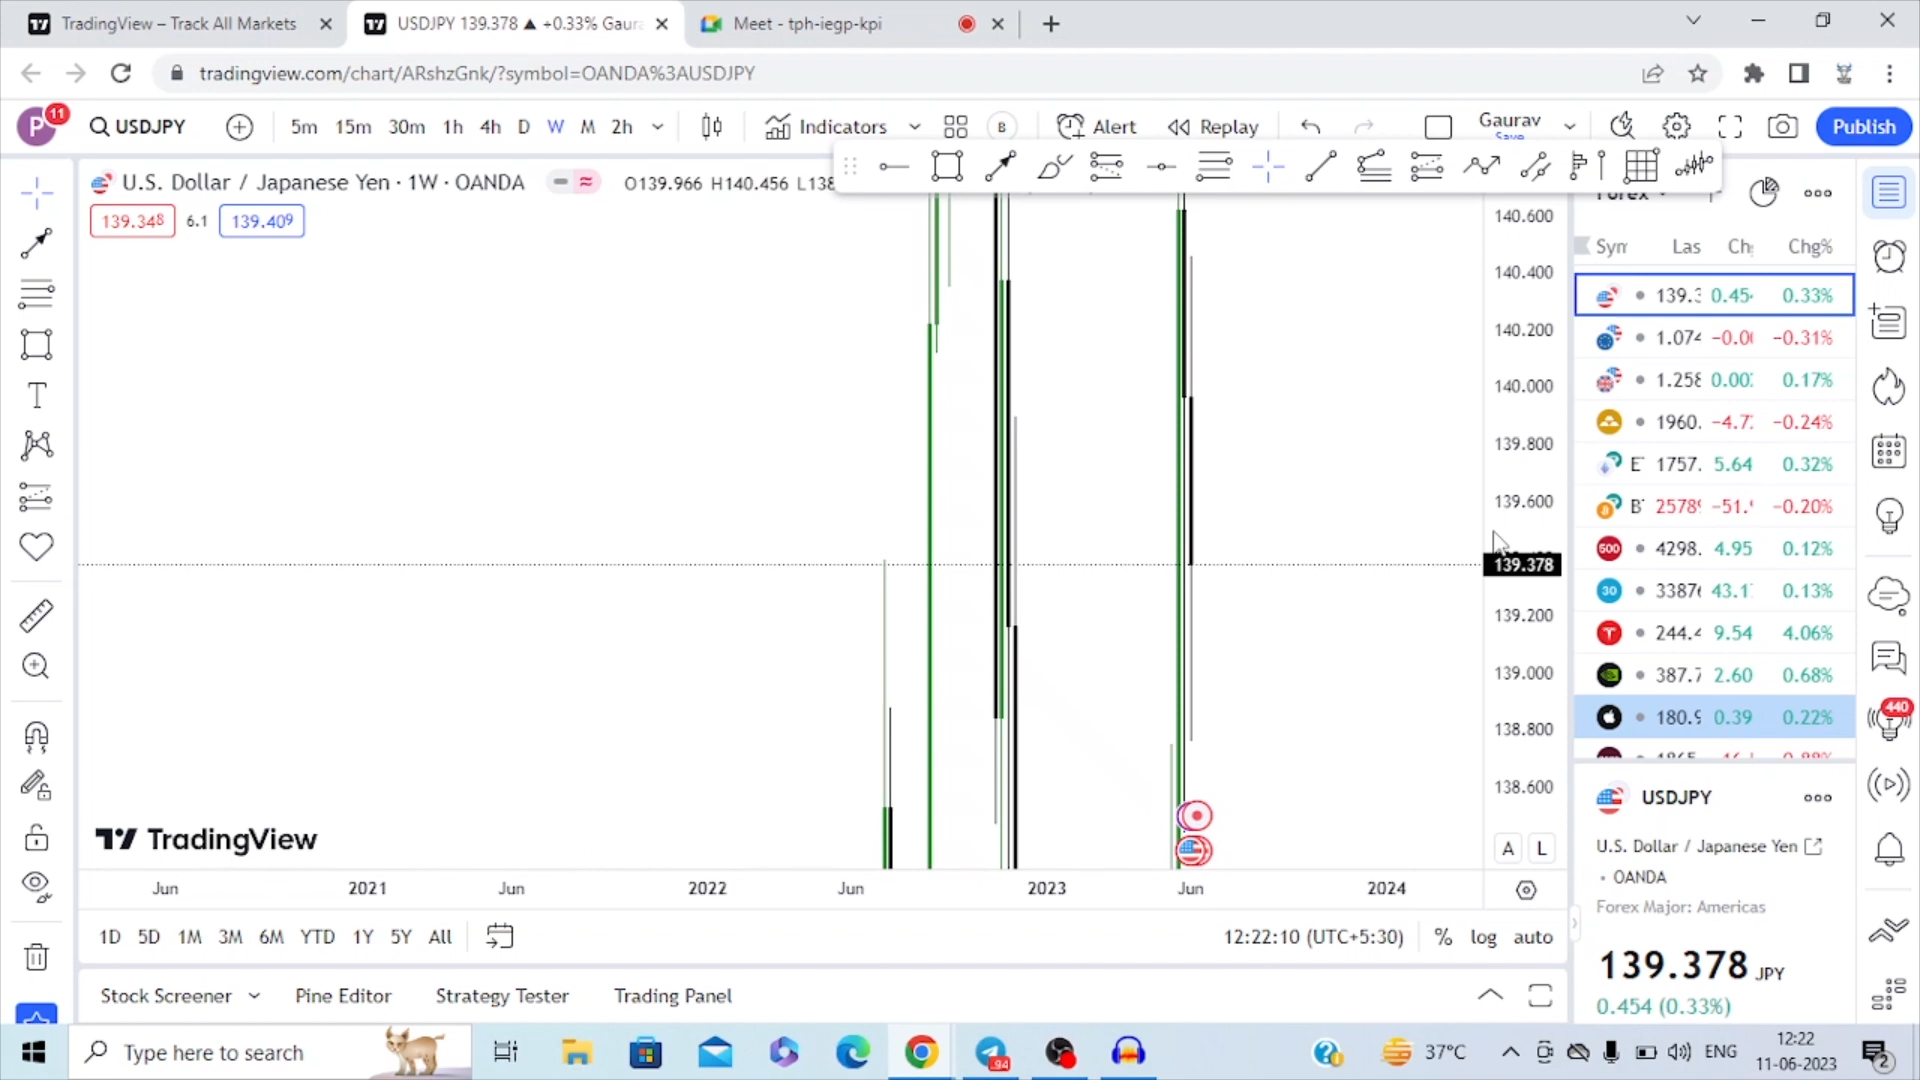 TradingView – Track All Markets
USDJPY 139.378 ▲ +0.33% Gaura
Meet - tph-iegp-kpi
tradingview.com/chart/ARshzGnk/?symbol=OANDA%3AUSDJPY
P 11
USDJPY
5m 15m 30m 1h 4h D W M 2h
Indicators
B
Alert
Replay
Gaurav
Save
Publish
U.S. Dollar / Japanese Yen · 1W · OANDA
O139.966 H140.456 L138
139.348 6.1 139.409
140.600
140.400
140.200
140.000
139.800
139.600
139.378
139.200
139.000
138.800
138.600
A L
TradingView
Jun 2021 Jun 2022 Jun 2023 Jun 2024
1D 5D 1M 3M 6M YTD 1Y 5Y All
12:22:10 (UTC+5:30) % log auto
Stock Screener Pine Editor Strategy Tester Trading Panel
Forex
Sym Las Ch Chg%
139.3 0.45 0.33%
1.074 −0.0 −0.31%
1.258 0.00 0.17%
1960. −4.7 −0.24%
E 1757. 5.64 0.32%
B 2578 −51. −0.20%
500 4298. 4.95 0.12%
30 3387 43.1 0.13%
244.4 9.54 4.06%
387.7 2.60 0.68%
180.9 0.39 0.22%
440
USDJPY
U.S. Dollar / Japanese Yen
• OANDA
Forex Major: Americas
139.378 JPY
0.454 (0.33%)
Type here to search
94
37°C
ENG
12:22
11-06-2023
2